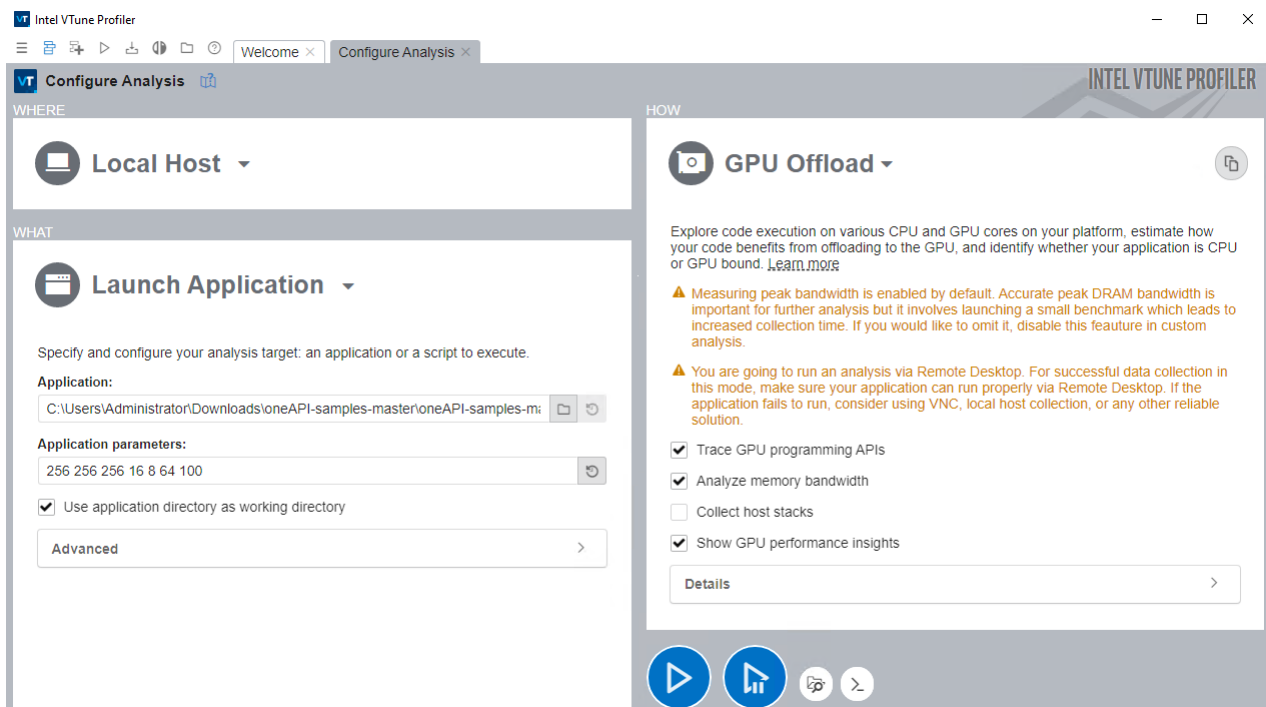 VT Intel VTune Profiler
Welcome
Configure Analysis
VT Configure Analysis
INTEL VTUNE PROFILER
WHERE
Local Host
WHAT
Launch Application
Specify and configure your analysis target: an application or a script to execute.
Application:
C:\Users\Administrator\Downloads\oneAPI-samples-master\oneAPI-samples-ma
Application parameters:
256 256 256 16 8 64 100
Use application directory as working directory
Advanced
HOW
GPU Offload
Explore code execution on various CPU and GPU cores on your platform, estimate how
your code benefits from offloading to the GPU, and identify whether your application is CPU
or GPU bound. Learn more
Measuring peak bandwidth is enabled by default. Accurate peak DRAM bandwidth is
important for further analysis but it involves launching a small benchmark which leads to
increased collection time. If you would like to omit it, disable this feauture in custom
analysis.
You are going to run an analysis via Remote Desktop. For successful data collection in
this mode, make sure your application can run properly via Remote Desktop. If the
application fails to run, consider using VNC, local host collection, or any other reliable
solution.
Trace GPU programming APIs
Analyze memory bandwidth
Collect host stacks
Show GPU performance insights
Details